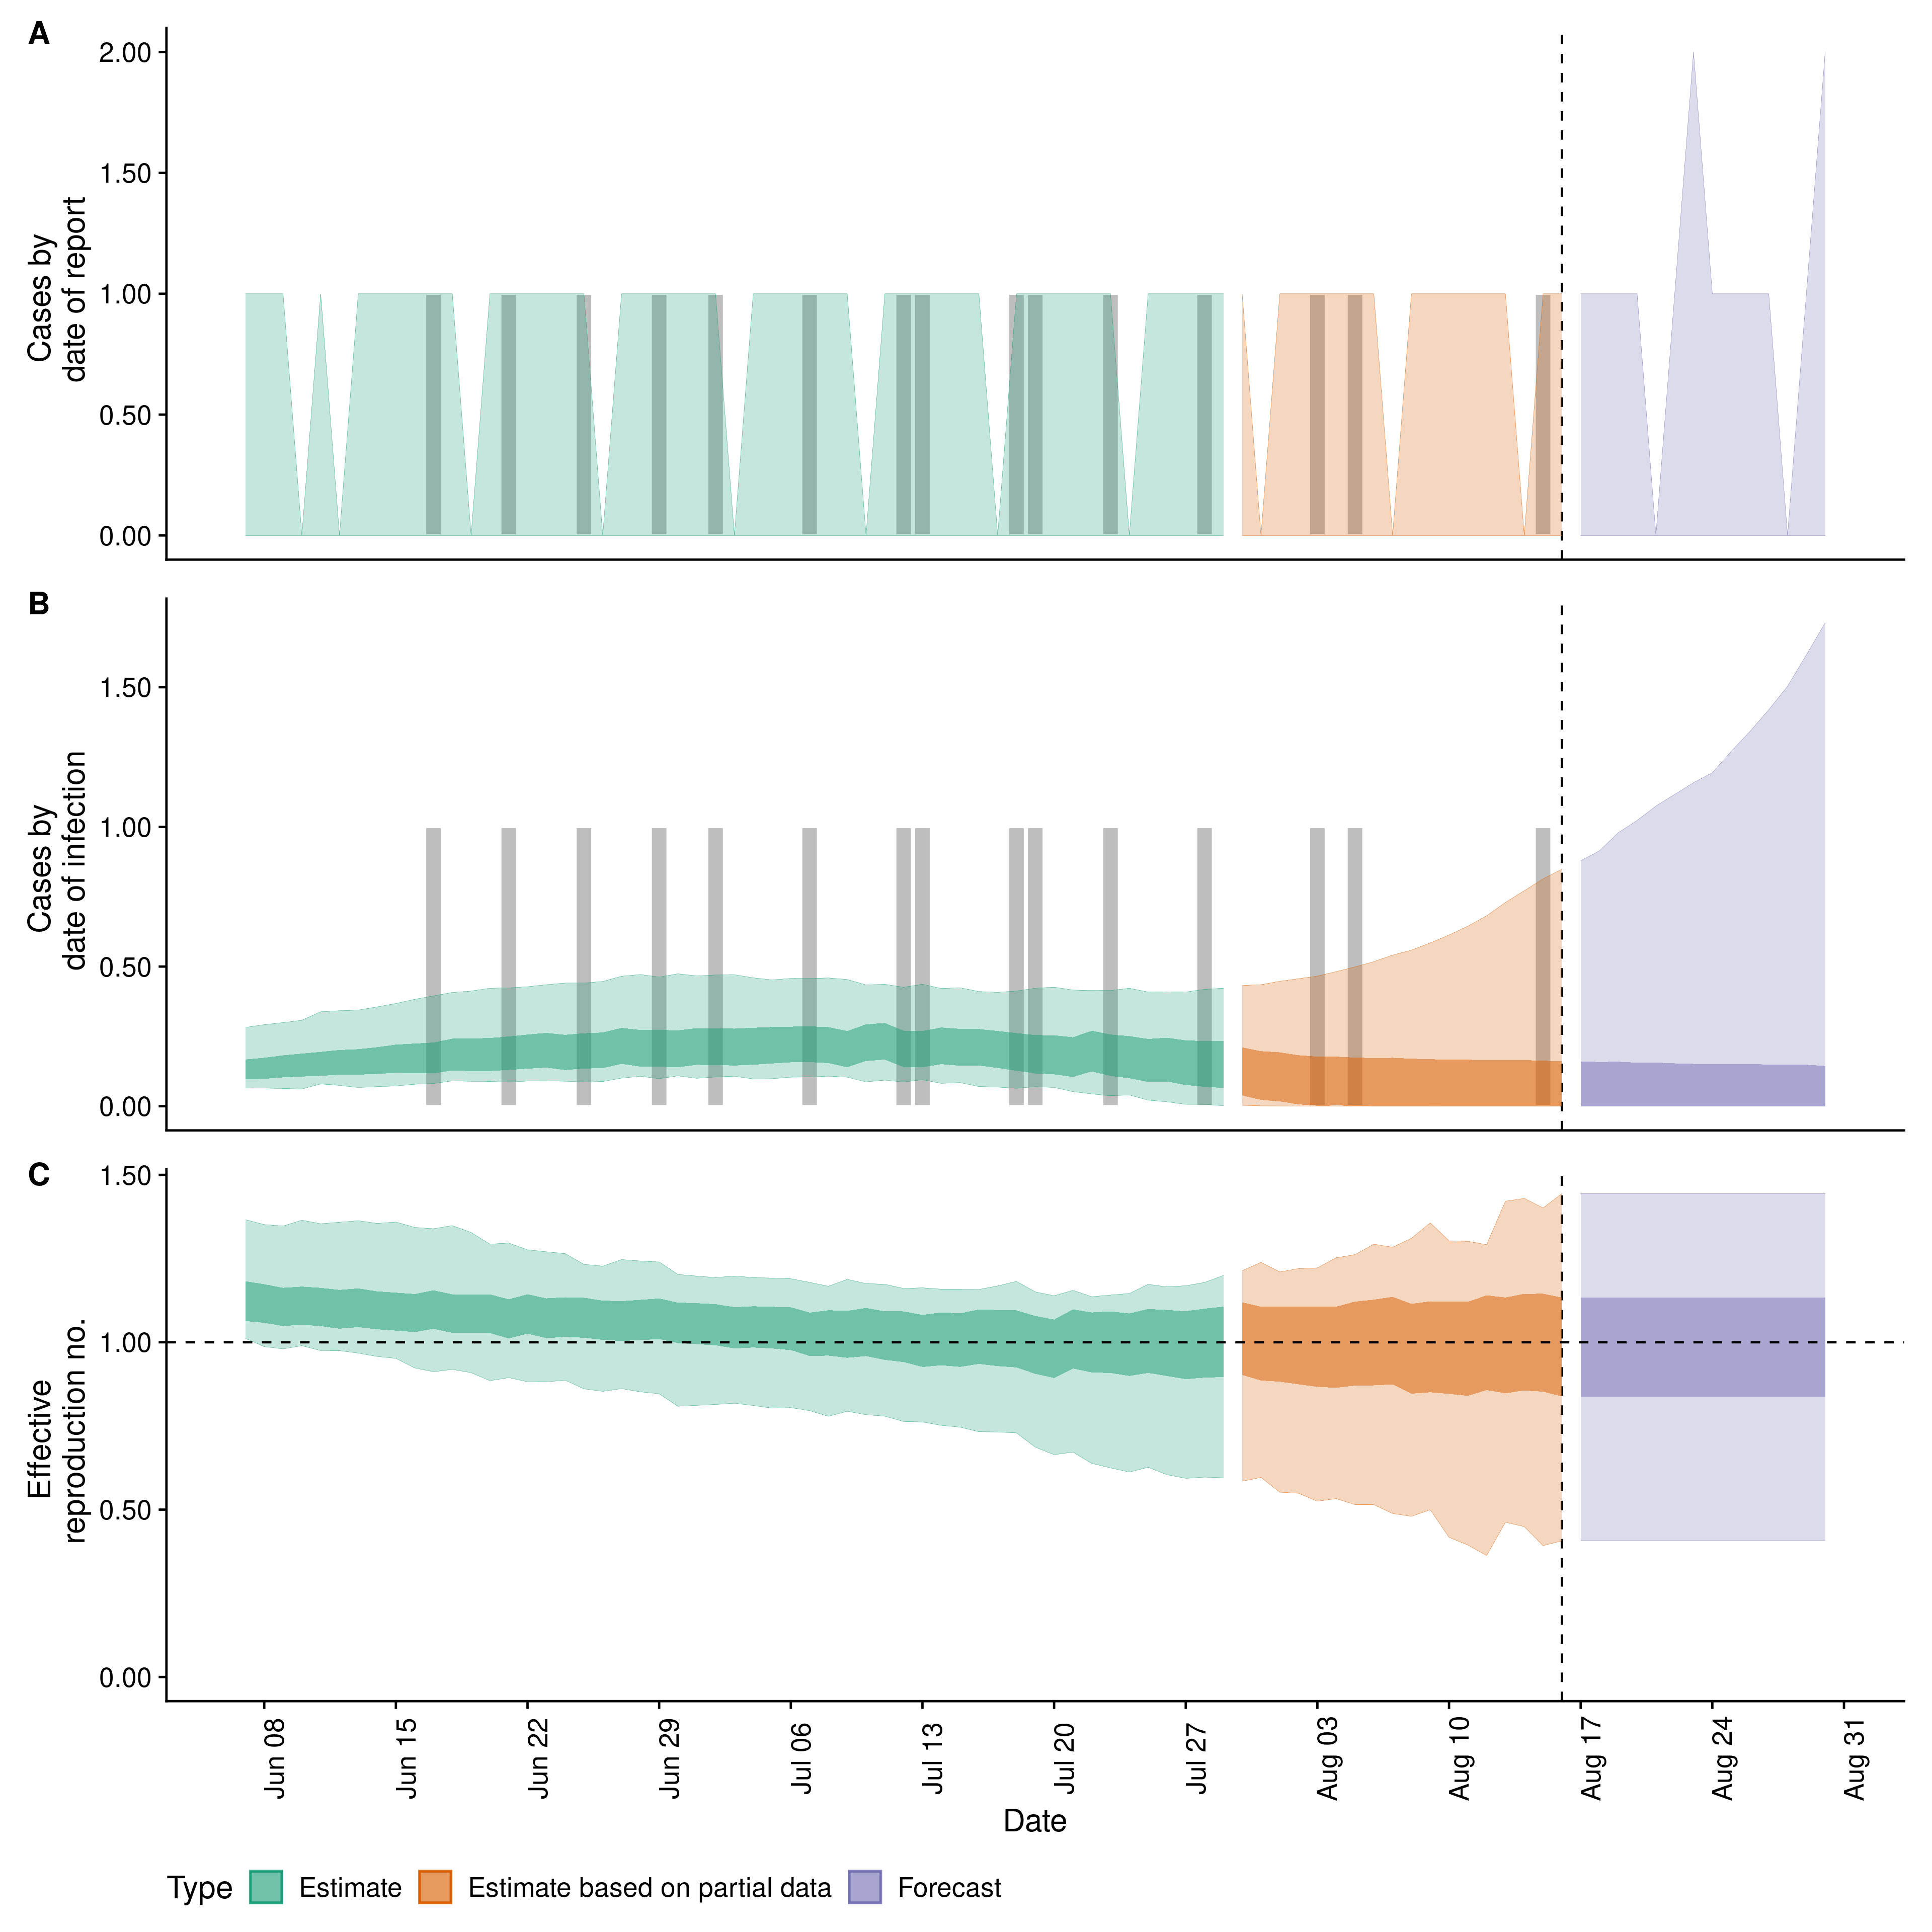 A
Cases by
date of report
2.00
1.50
1.00
0.50
0.00
B
Cases by
date of infection
1.50
1.00
0.50
0.00
C
Effective
reproduction no.
1.50
1.00
0.50
0.00
Jun 08
Jun 15
Jun 22
Jun 29
Jul 06
Jul 13
Jul 20
Jul 27
Aug 03
Aug 10
Aug 17
Aug 24
Aug 31
Date
Type Estimate Estimate based on partial data Forecast